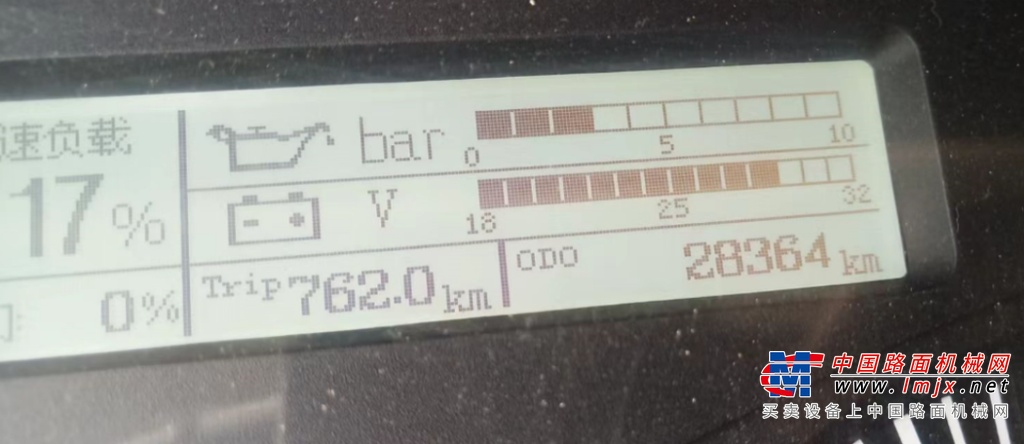 速负载
17%
0%
bar
0 5 10
V
18 25 32
Trip 762.0 km
ODO 28364 km
中国路面机械网
www.lmjx.net
买卖设备上中国路面机械网